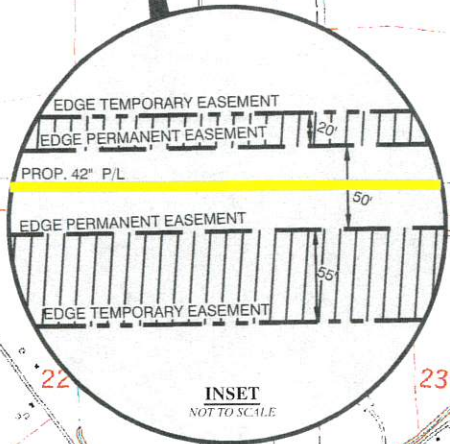 EDGE TEMPORARY EASEMENT
20'
EDGE PERMANENT EASEMENT
PROP. 42" P/L
50'
EDGE PERMANENT EASEMENT
55'
EDGE TEMPORARY EASEMENT
22
23
INSET
NOT TO SCALE